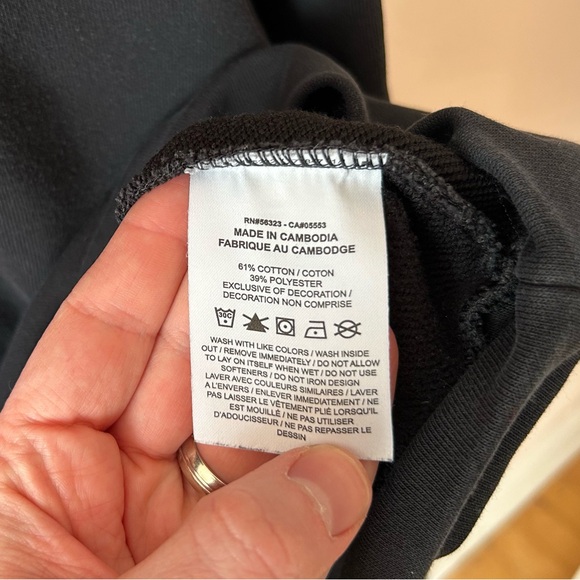 RN#56323 - CA#05553
MADE IN CAMBODIA
FABRIQUE AU CAMBODGE
61% COTTON / COTON
39% POLYESTER
EXCLUSIVE OF DECORATION /
DECORATION NON COMPRISE
30C
WASH WITH LIKE COLORS / WASH INSIDE
OUT / REMOVE IMMEDIATELY / DO NOT ALLOW
TO LAY ON ITSELF WHEN WET / DO NOT USE
SOFTENERS / DO NOT IRON DESIGN
LAVER AVEC COULEURS SIMILAIRES / LAVER
A L'ENVERS / ENLEVER IMMEDIATEMENT / NE
PAS LAISSER LE VÊTEMENT PLIÉ LORSQU'IL
EST MOUILLÉ / NE PAS UTILISER
D'ADOUCISSEUR / NE PAS REPASSER LE
DESSIN